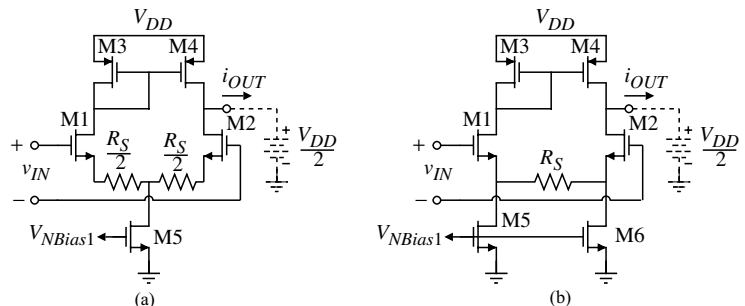 V_DD
M3
M4
i_OUT
M1
M2
+
v_IN
−
R_S/2
R_S/2
+
−
V_DD/2
V_NBias1
M5
(a)
V_DD
M3
M4
i_OUT
M1
M2
+
v_IN
−
R_S
+
−
V_DD/2
V_NBias1
M5
M6
(b)